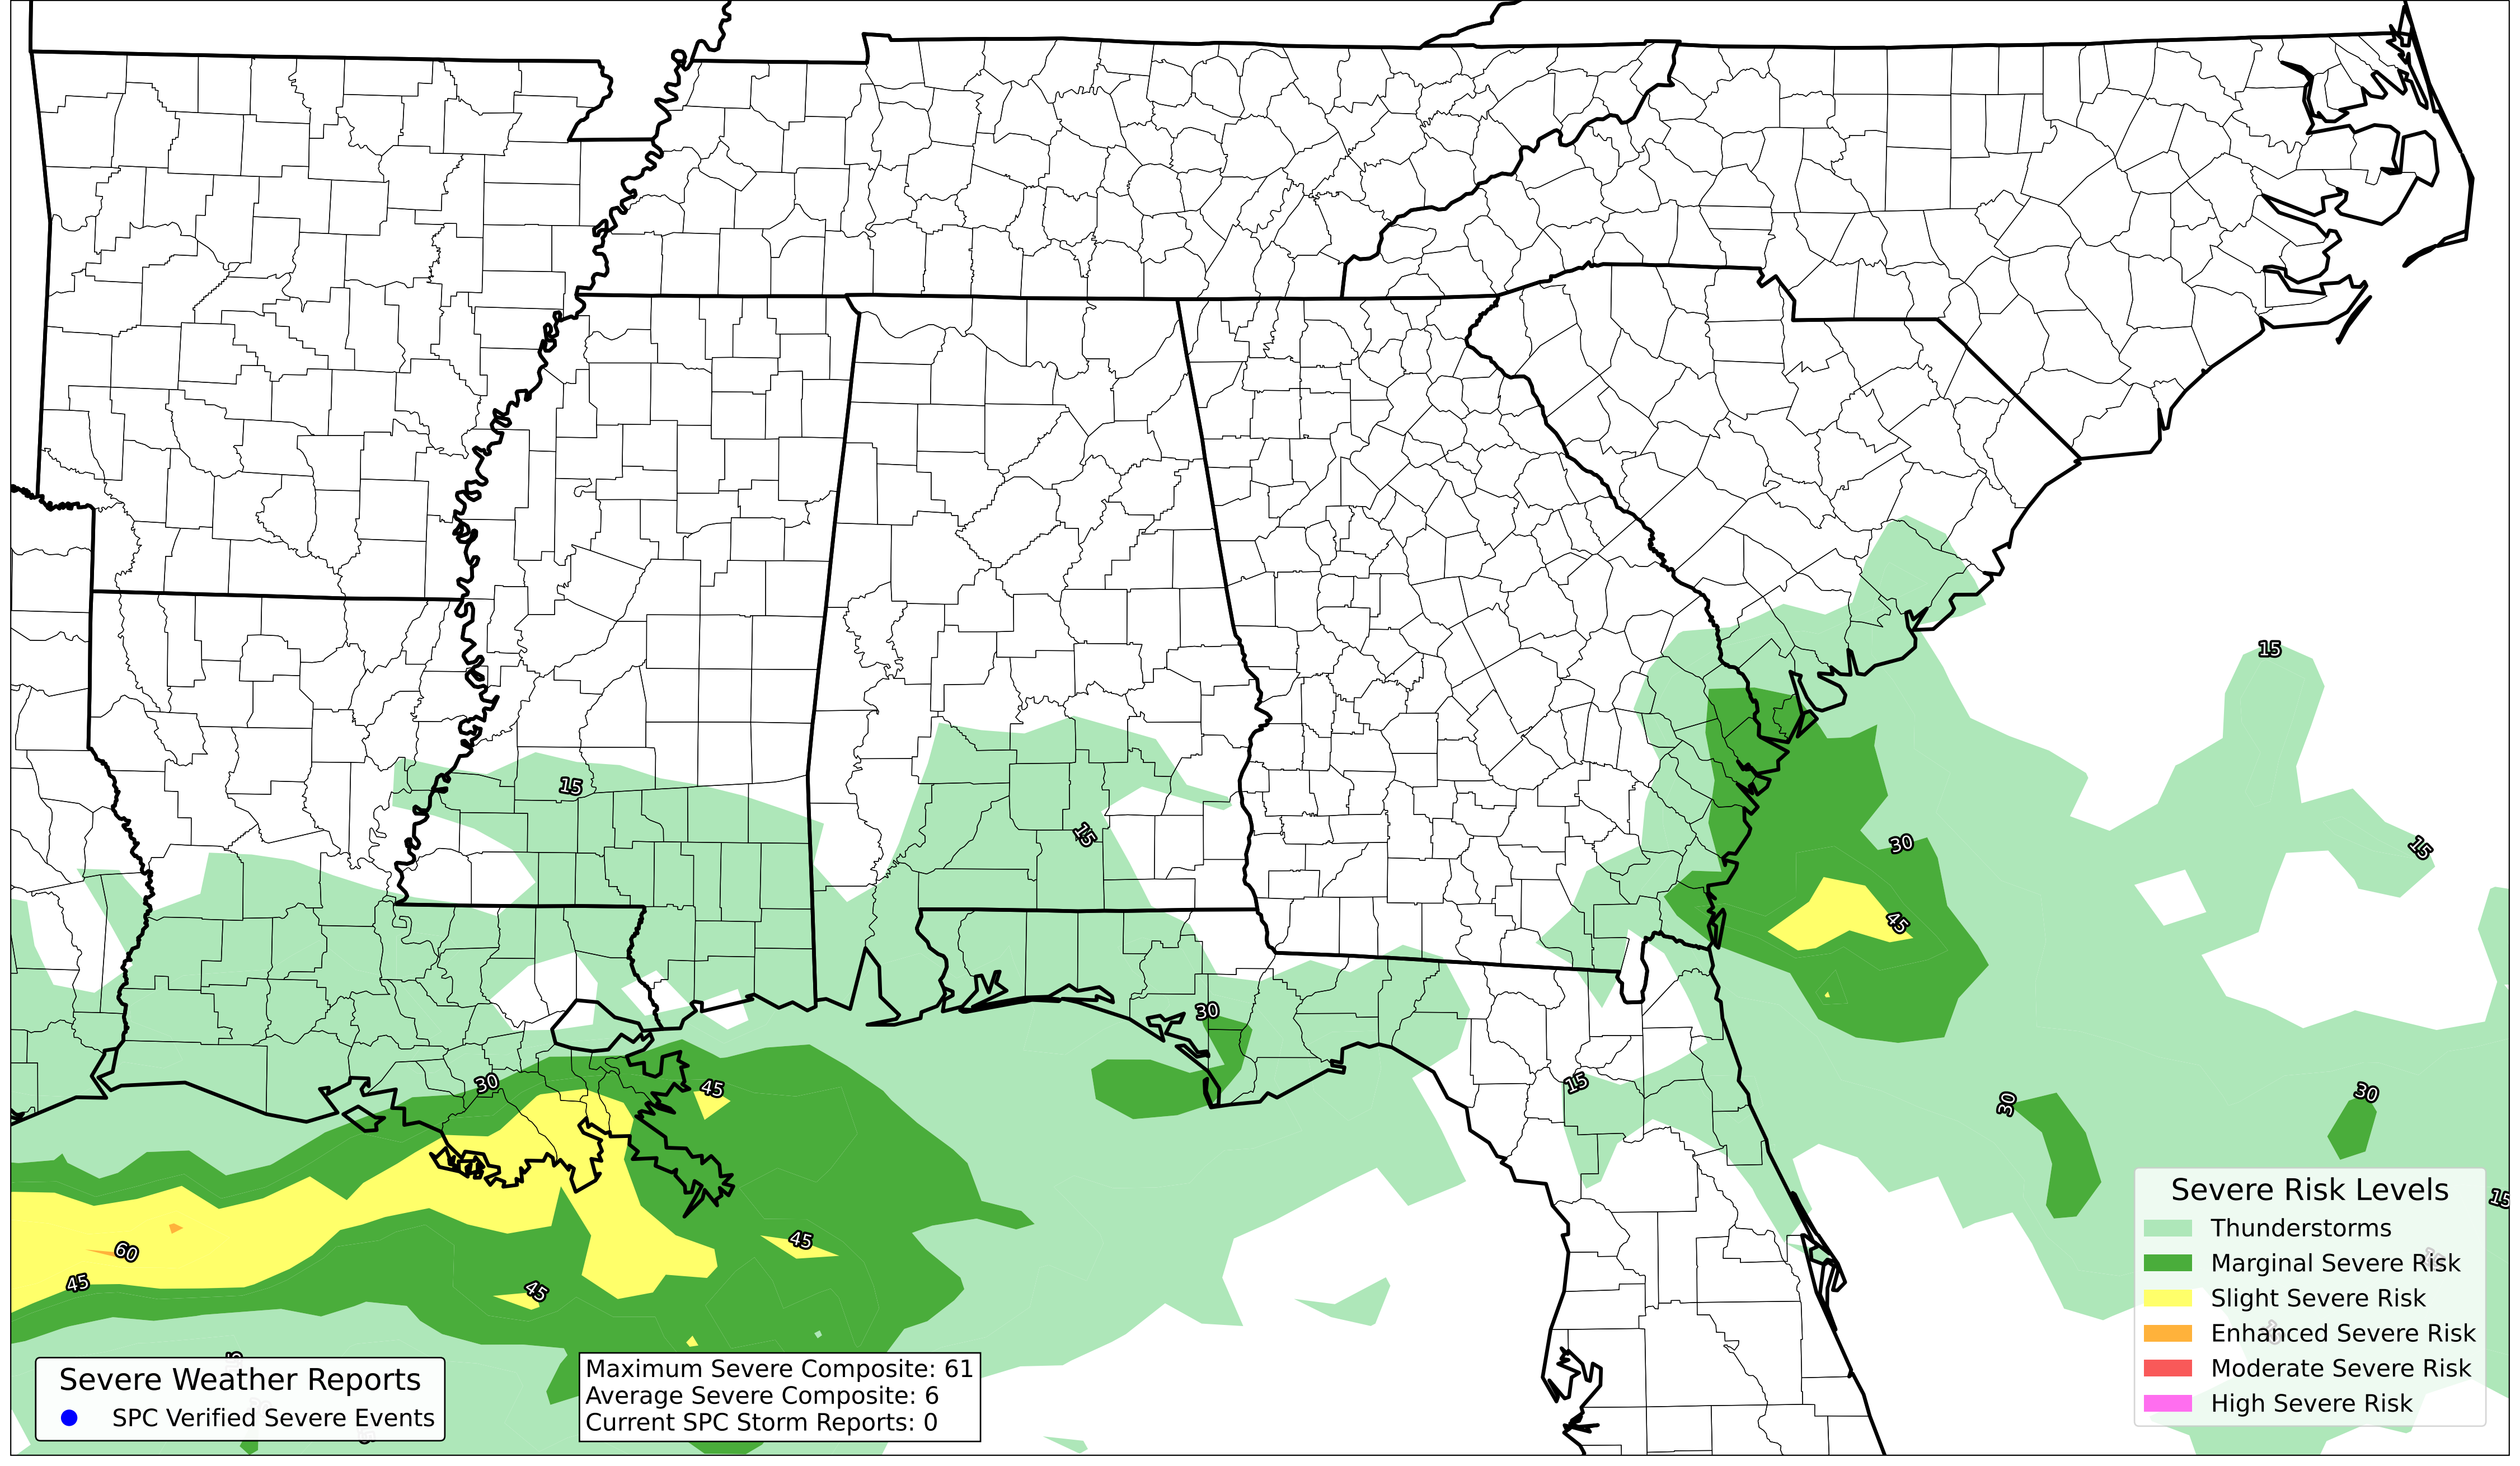 15
15
15
30
15
45
30
30
45
15
30
30
60
45
45
45
15
Severe Risk Levels
Thunderstorms
Marginal Severe Risk
Slight Severe Risk
Enhanced Severe Risk
Moderate Severe Risk
High Severe Risk
Severe Weather Reports
SPC Verified Severe Events
Maximum Severe Composite: 61
Average Severe Composite: 6
Current SPC Storm Reports: 0